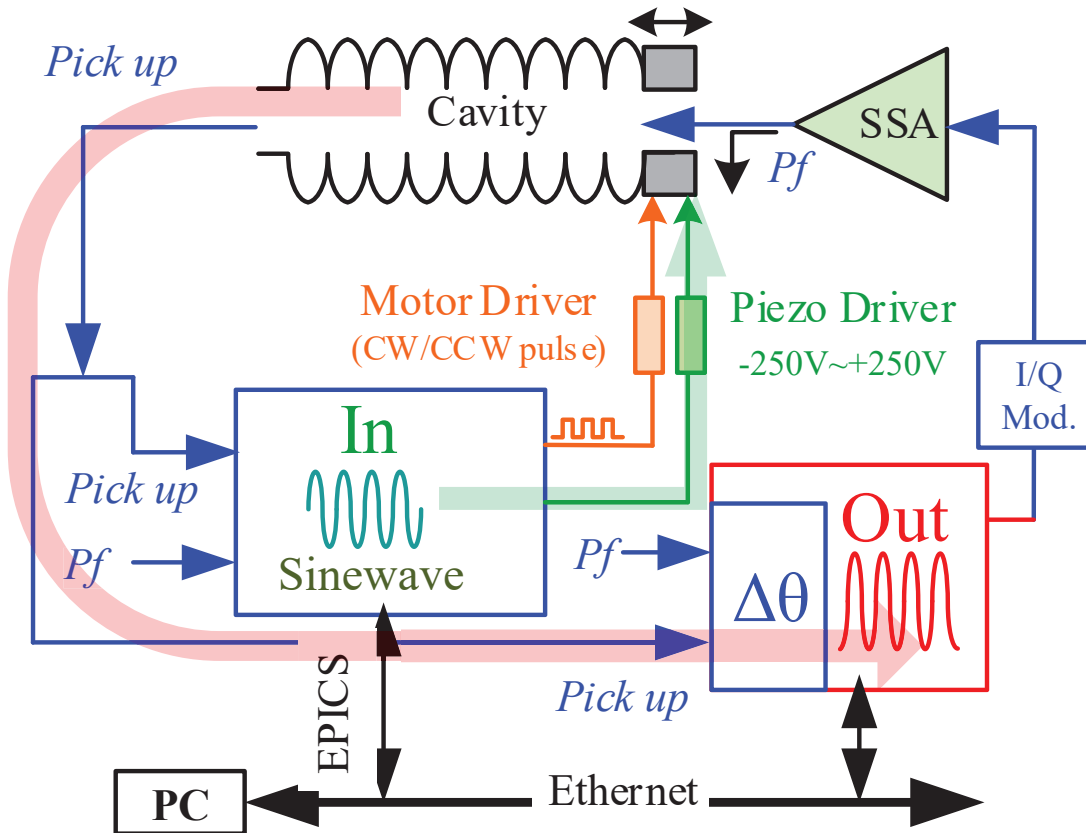 Pick up
Cavity
SSA
Pf
Motor Driver
(CW/CCW pulse)
Piezo Driver
-250V~+250V
I/Q
Mod.
In
Sinewave
Pick up
Pf
Pf
Out
Δθ
Pick up
EPICS
Ethernet
PC